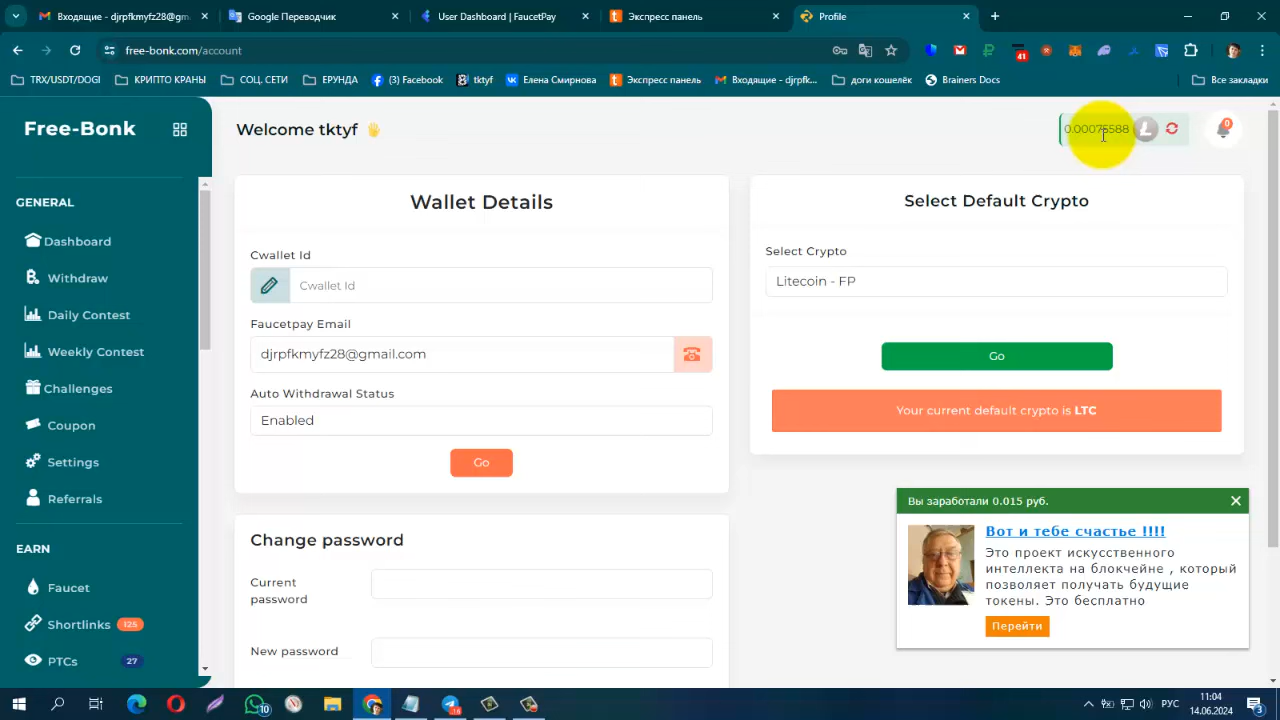 Входящие - djrpfkmyfz28@gm
Google Переводчик
User Dashboard | FaucetPay
Экспресс панель
Profile
free-bonk.com/account
41
TRX/USDT/DOGI
КРИПТО КРАНЫ
СОЦ. СЕТИ
ЕРУНДА
(3) Facebook
tktyf
Елена Смирнова
Экспресс панель
Входящие - djrpfk...
доги кошелёк
Brainers Docs
Все закладки
Free-Bonk
Welcome tktyf
0.00075588
0
GENERAL
Dashboard
Withdraw
Daily Contest
Weekly Contest
Challenges
Coupon
Settings
Referrals
EARN
Faucet
Shortlinks 125
PTCs 27
Wallet Details
Cwallet Id
Cwallet Id
Faucetpay Email
djrpfkmyfz28@gmail.com
Auto Withdrawal Status
Enabled
Go
Change password
Current
password
New password
Select Default Crypto
Select Crypto
Litecoin - FP
Go
Your current default crypto is LTC
Вы заработали 0.015 руб.
Вот и тебе счастье !!!!
Это проект искусственного
интеллекта на блокчейне , который
позволяет получать будущие
токены. Это бесплатно
Перейти
10
РУС
11:04
14.06.2024
3